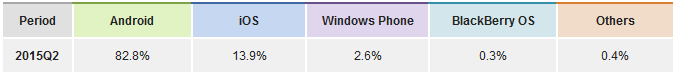 Period Android iOS Windows Phone BlackBerry OS Others
2015Q2 82.8% 13.9% 2.6% 0.3% 0.4%